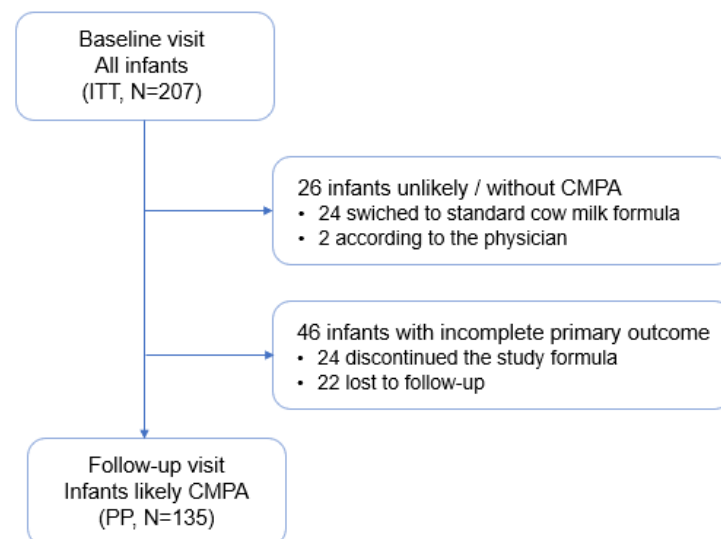 Baseline visit
All infants
(ITT, N=207)
26 infants unlikely / without CMPA
• 24 swiched to standard cow milk formula
• 2 according to the physician
46 infants with incomplete primary outcome
• 24 discontinued the study formula
• 22 lost to follow-up
Follow-up visit
Infants likely CMPA
(PP, N=135)